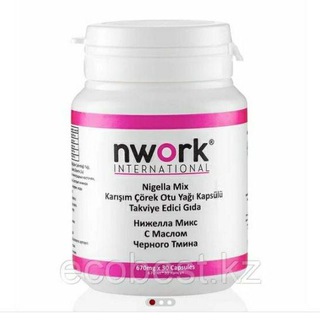 nwork®
INTERNATIONAL
Nigella Mix
Karışım Çörek Otu Yağı Kapsülü
Takviye Edici Gıda
Нижелла Микс
С Маслом
Черного Тмина
670mg x 30 Capsules
ecobest.kz